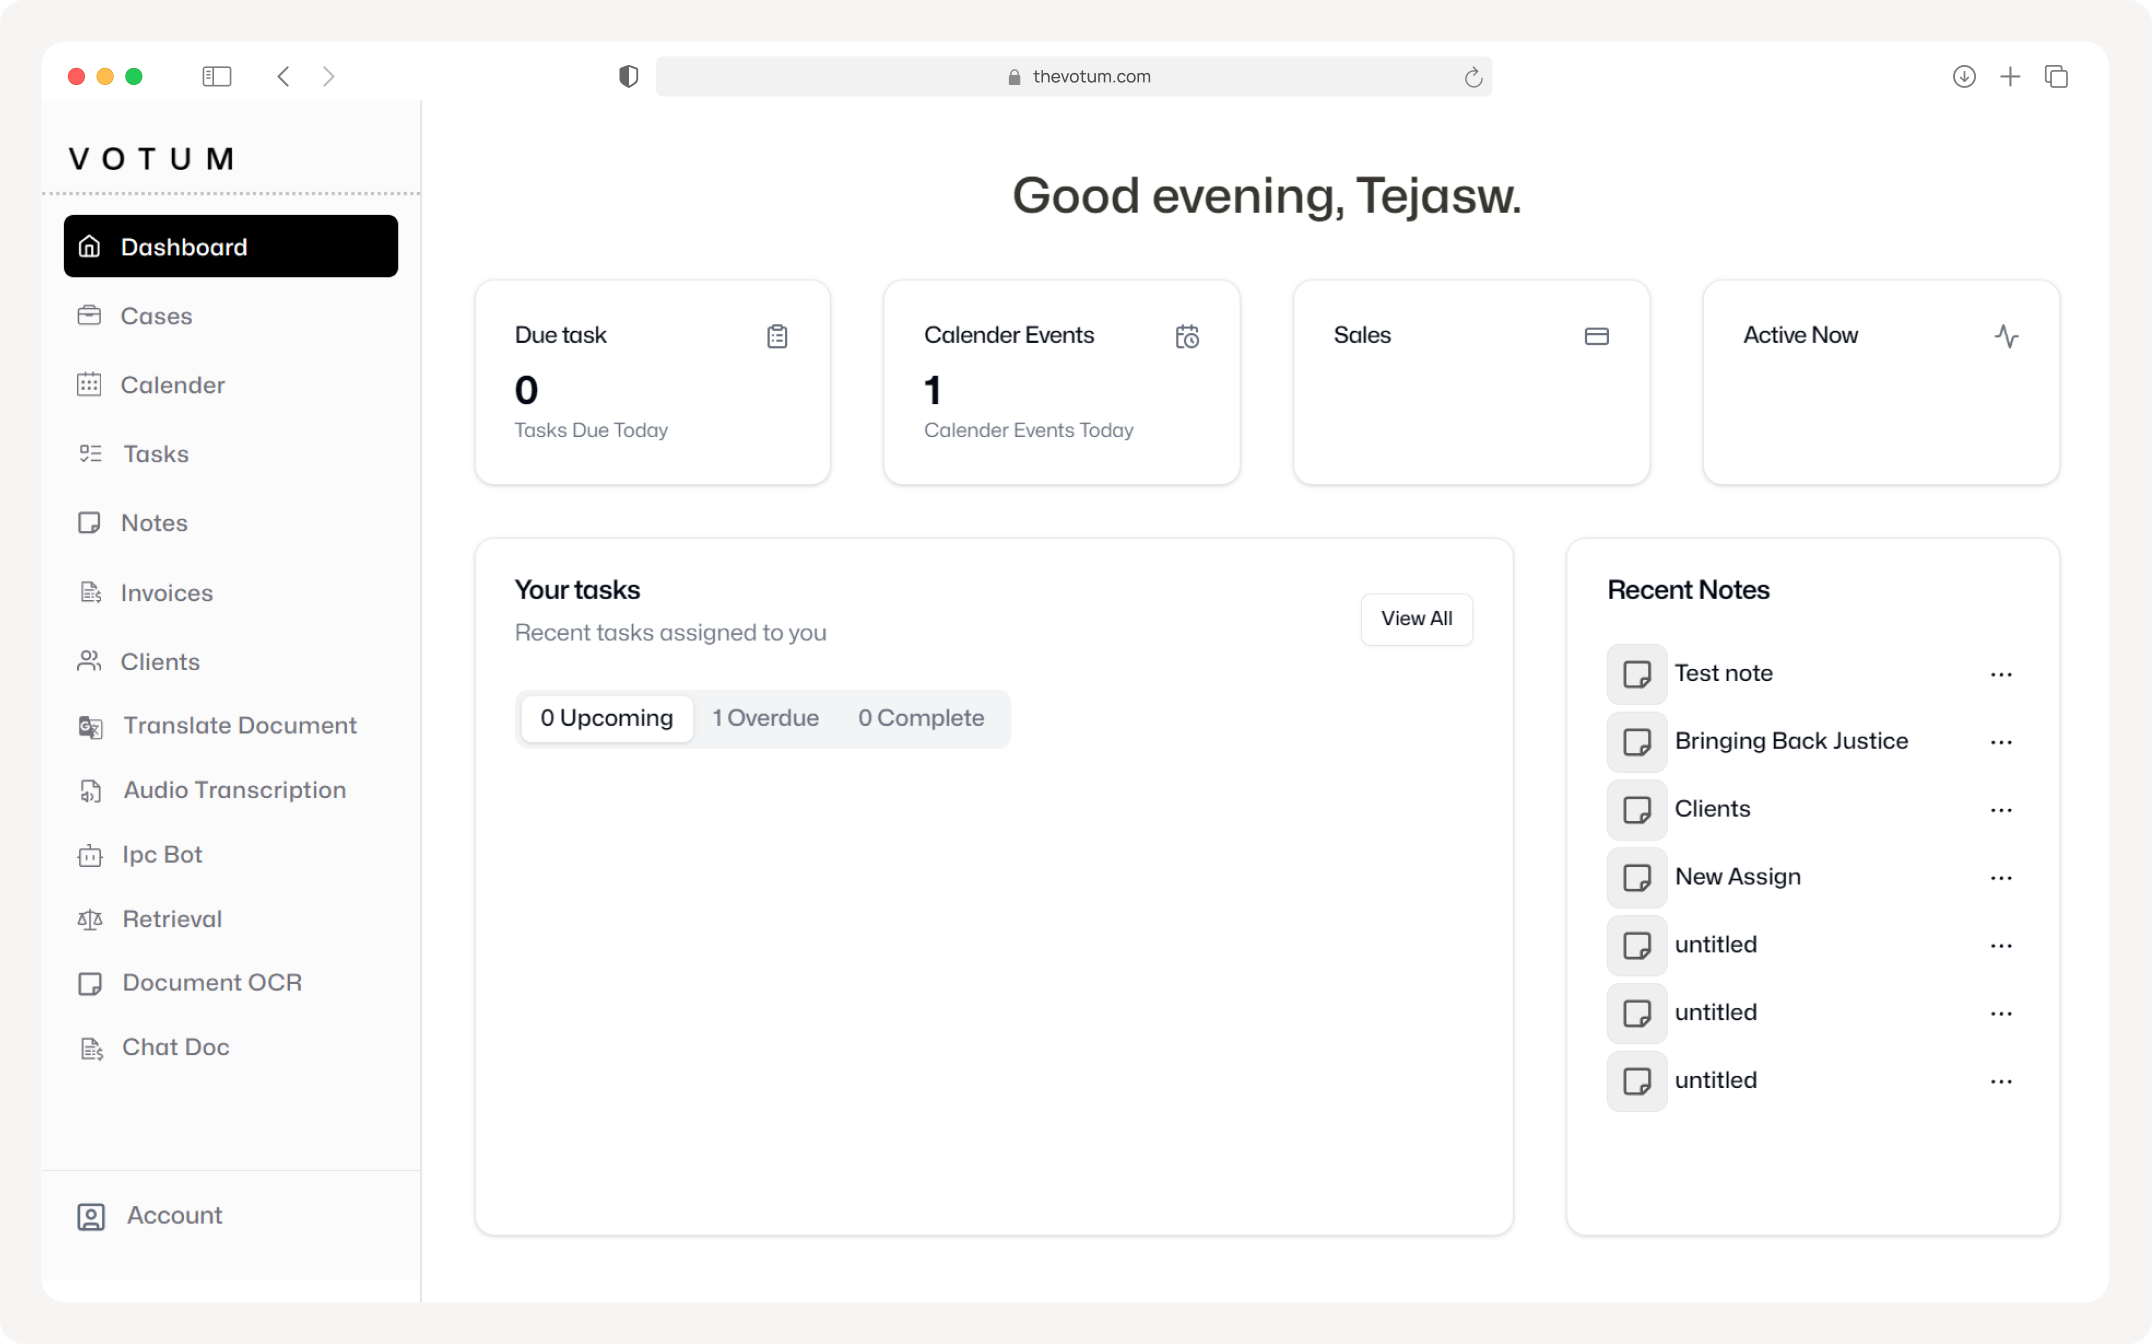 thevotum.com
VOTUM
Dashboard
Cases
Calender
Tasks
Notes
Invoices
Clients
Translate Document
Audio Transcription
Ipc Bot
Retrieval
Document OCR
Chat Doc
Account
Good evening, Tejasw.
Due task
0
Tasks Due Today
Calender Events
1
Calender Events Today
Sales
Active Now
Your tasks
Recent tasks assigned to you
View All
0 Upcoming
1 Overdue
0 Complete
Recent Notes
Test note
Bringing Back Justice
Clients
New Assign
untitled
untitled
untitled